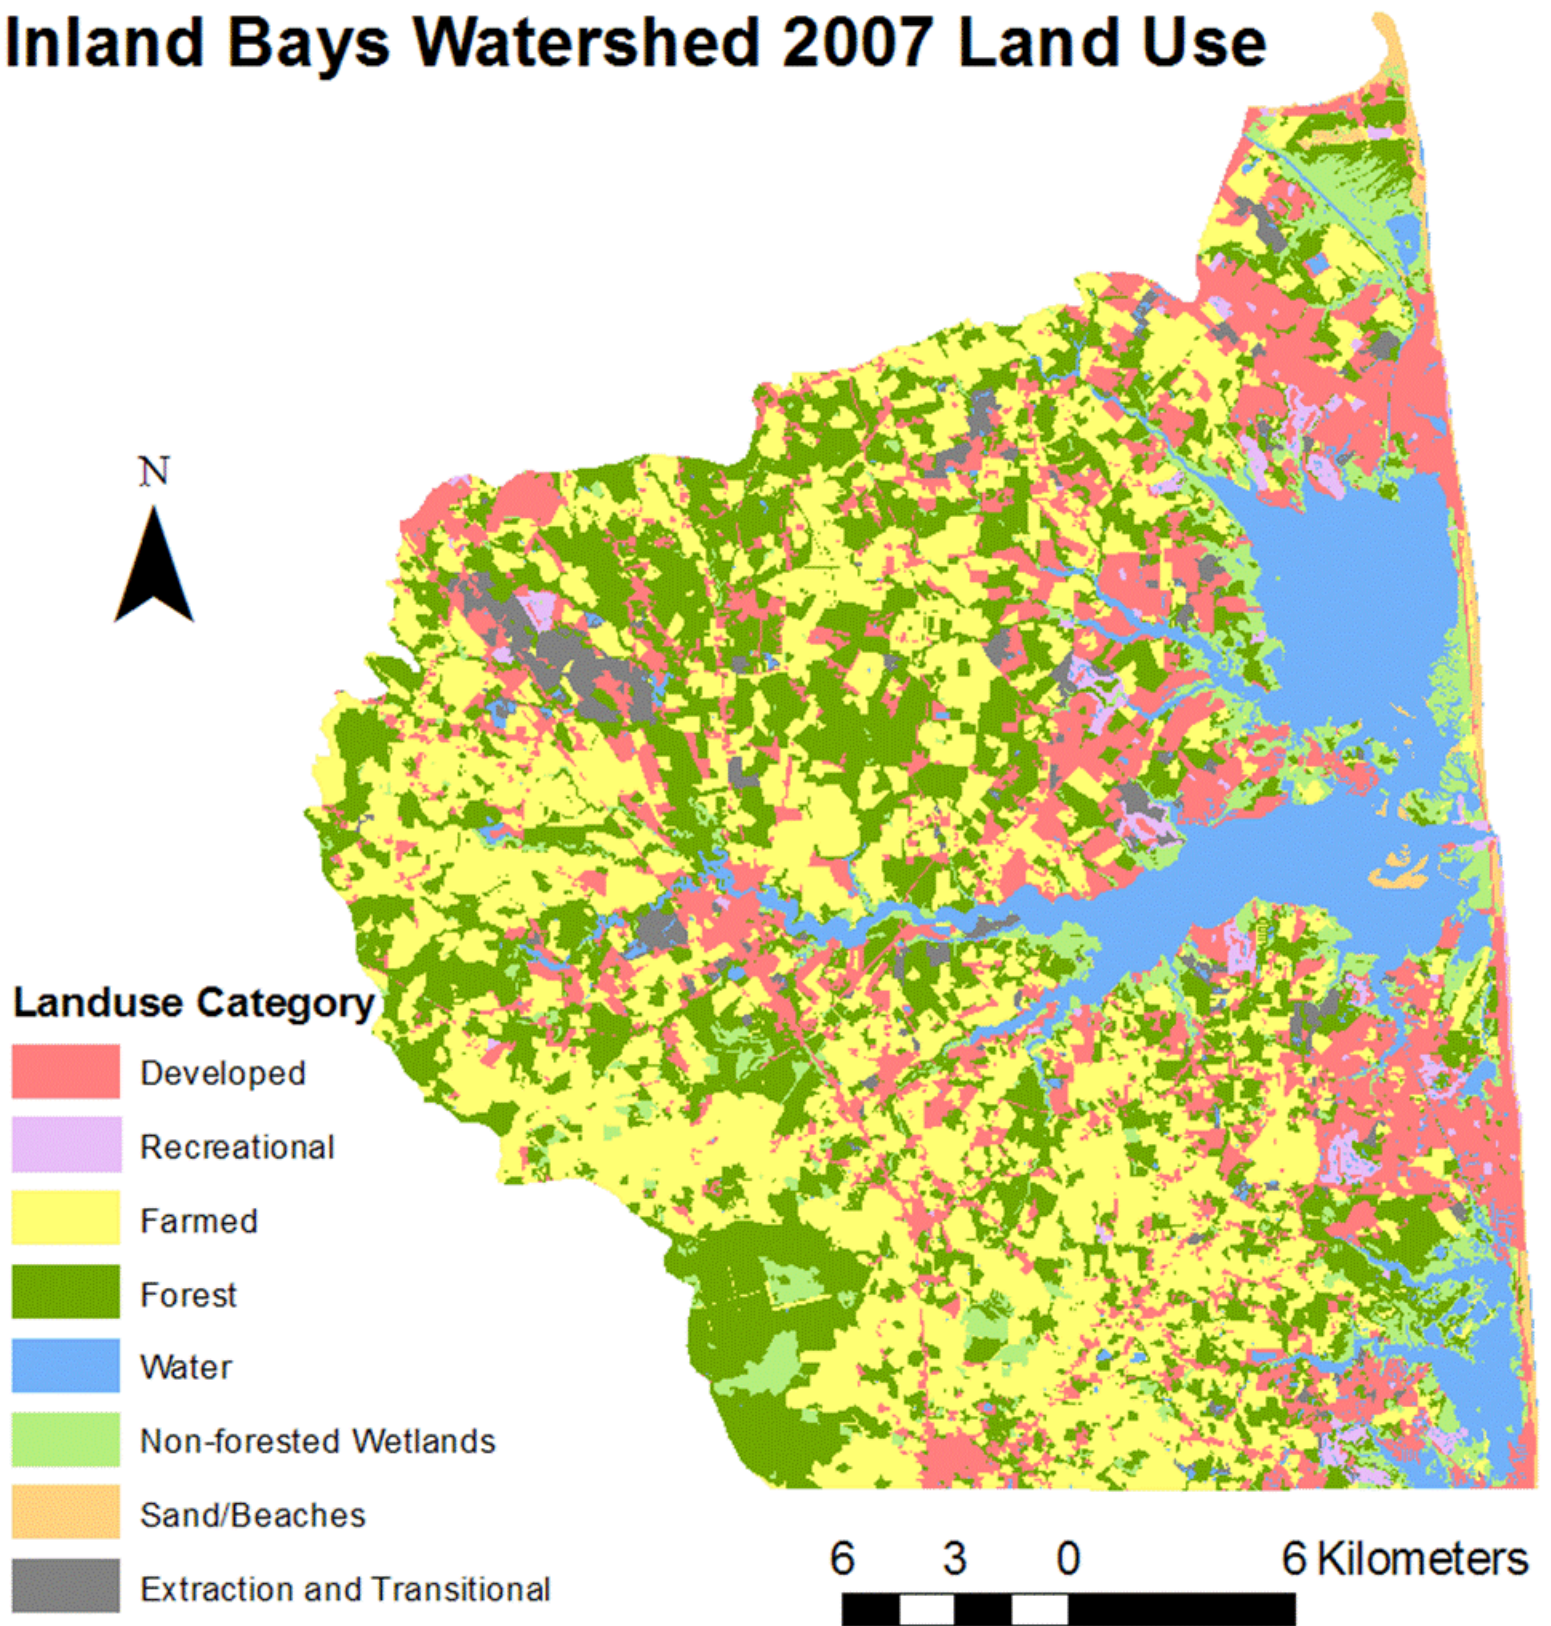 Inland Bays Watershed 2007 Land Use
N
Landuse Category
Developed
Recreational
Farmed
Forest
Water
Non-forested Wetlands
Sand/Beaches
Extraction and Transitional
6 3 0 6 Kilometers